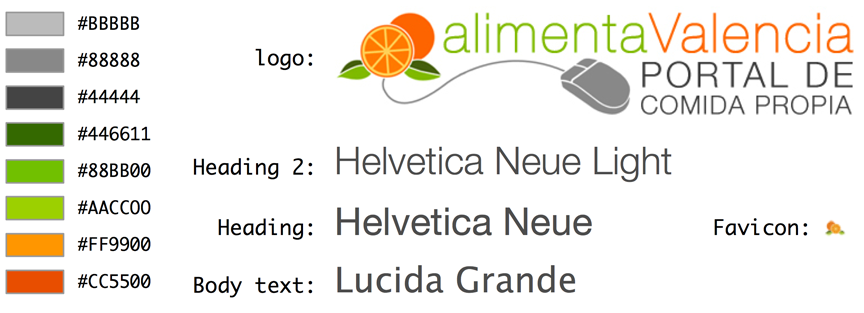 #BBBBB
#88888
#44444
#446611
#88BB00
#AACCOO
#FF9900
#CC5500
logo:
alimentaValencia
PORTAL DE
COMIDA PROPIA
Heading 2: Helvetica Neue Light
Heading: Helvetica Neue
Favicon:
Body text: Lucida Grande